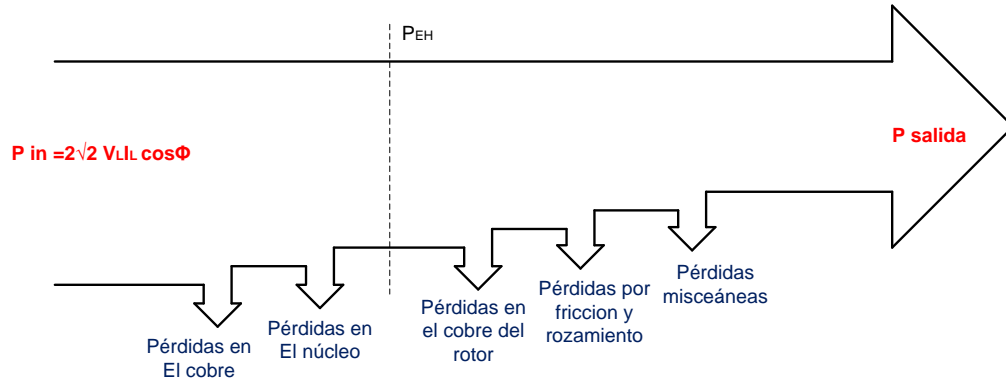 PEH
P in =2√2 VLIL cosΦ
P salida
Pérdidas en
El cobre
Pérdidas en
El núcleo
Pérdidas en
el cobre del
rotor
Pérdidas por
friccion y
rozamiento
Pérdidas
misceáneas